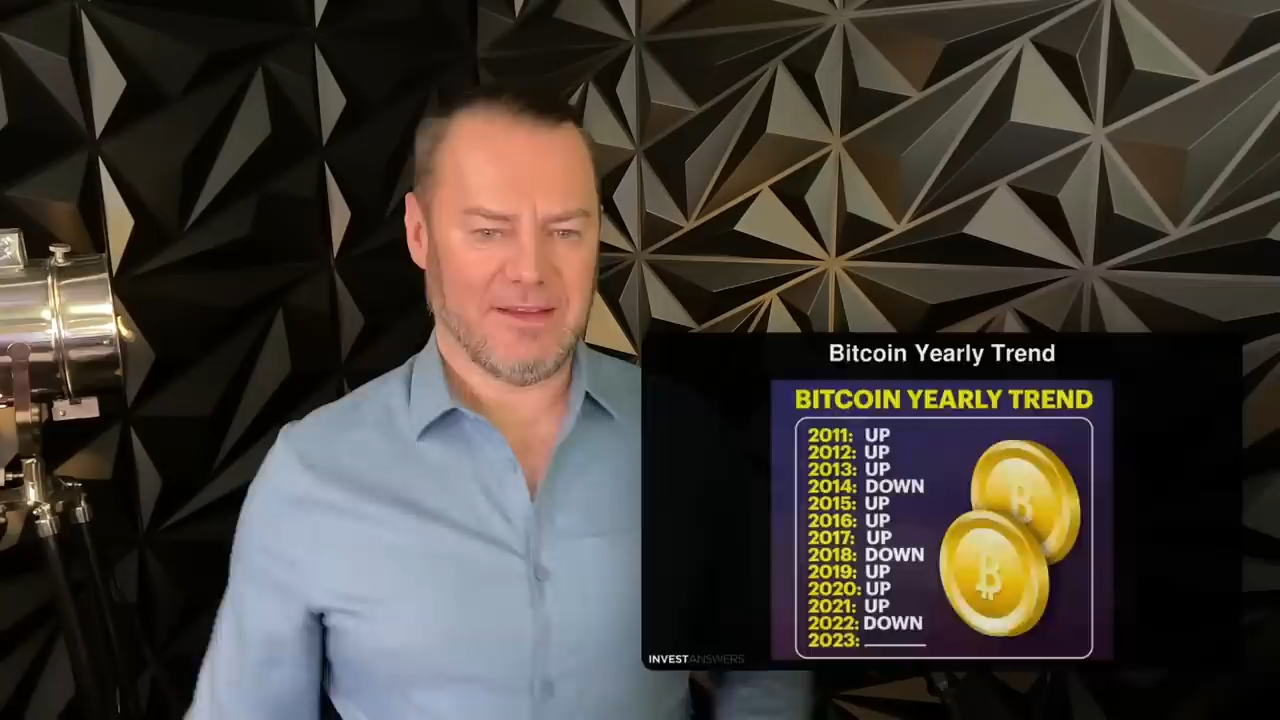 Bitcoin Yearly Trend
BITCOIN YEARLY TREND
2011: UP
2012: UP
2013: UP
2014: DOWN
2015: UP
2016: UP
2017: UP
2018: DOWN
2019: UP
2020: UP
2021: UP
2022: DOWN
2023: ______
INVESTANSWERS